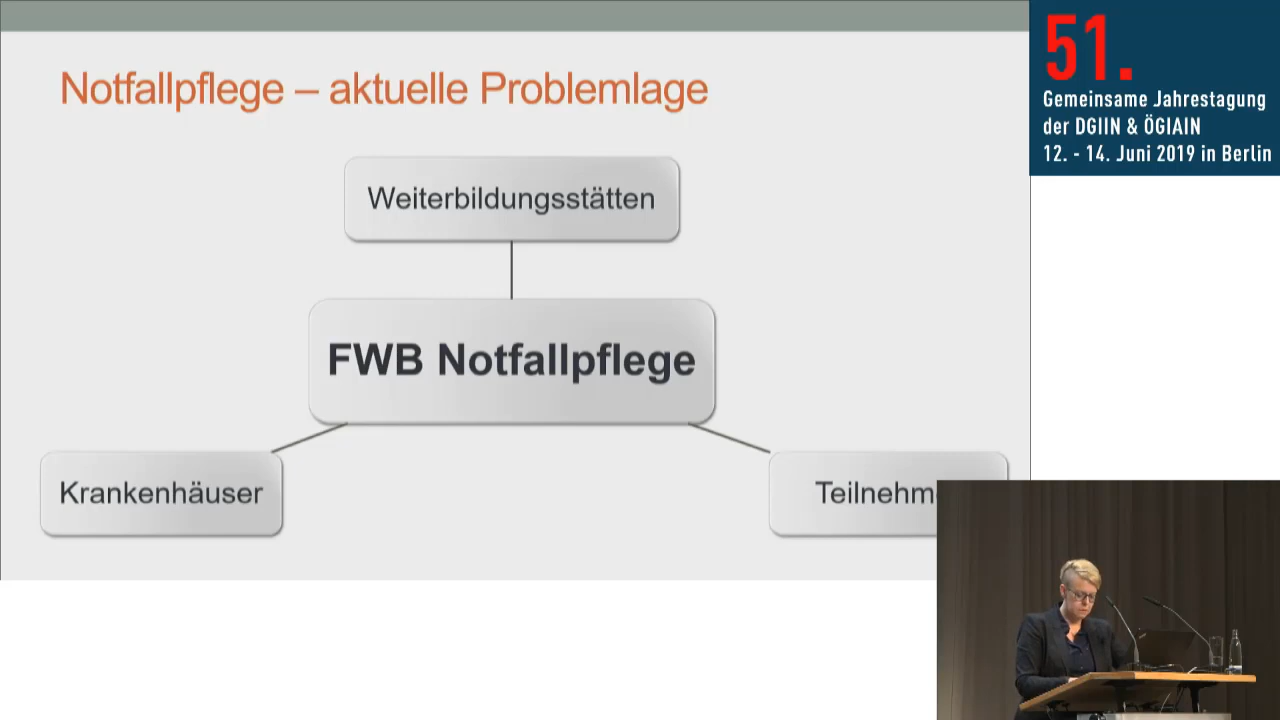 Notfallpflege – aktuelle Problemlage
Weiterbildungsstätten
FWB Notfallpflege
Krankenhäuser
51.
Gemeinsame Jahrestagung
der DGIIN & ÖGIAIN
12. - 14. Juni 2019 in Berlin